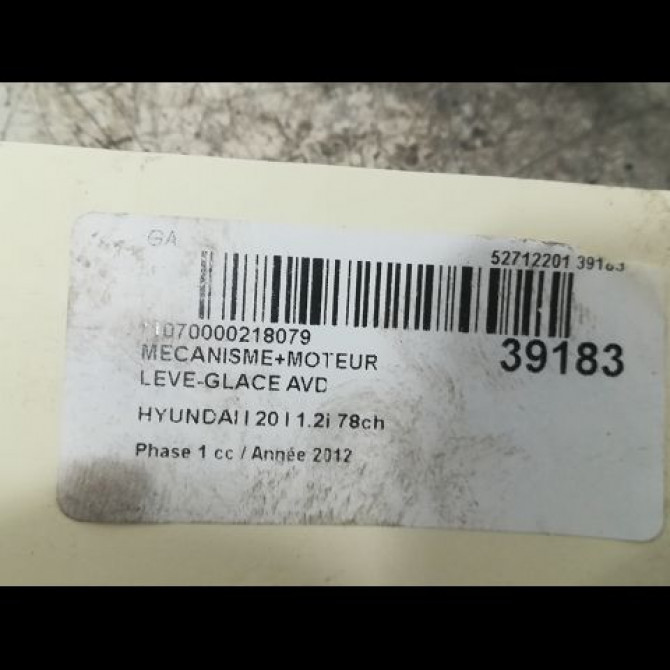 GA
52712201 39183
070000218079
39183
MECANISME+MOTEUR
LEVE-GLACE AVD
HYUNDAI I 20 I 1.2i 78ch
Phase 1 cc / Année 2012